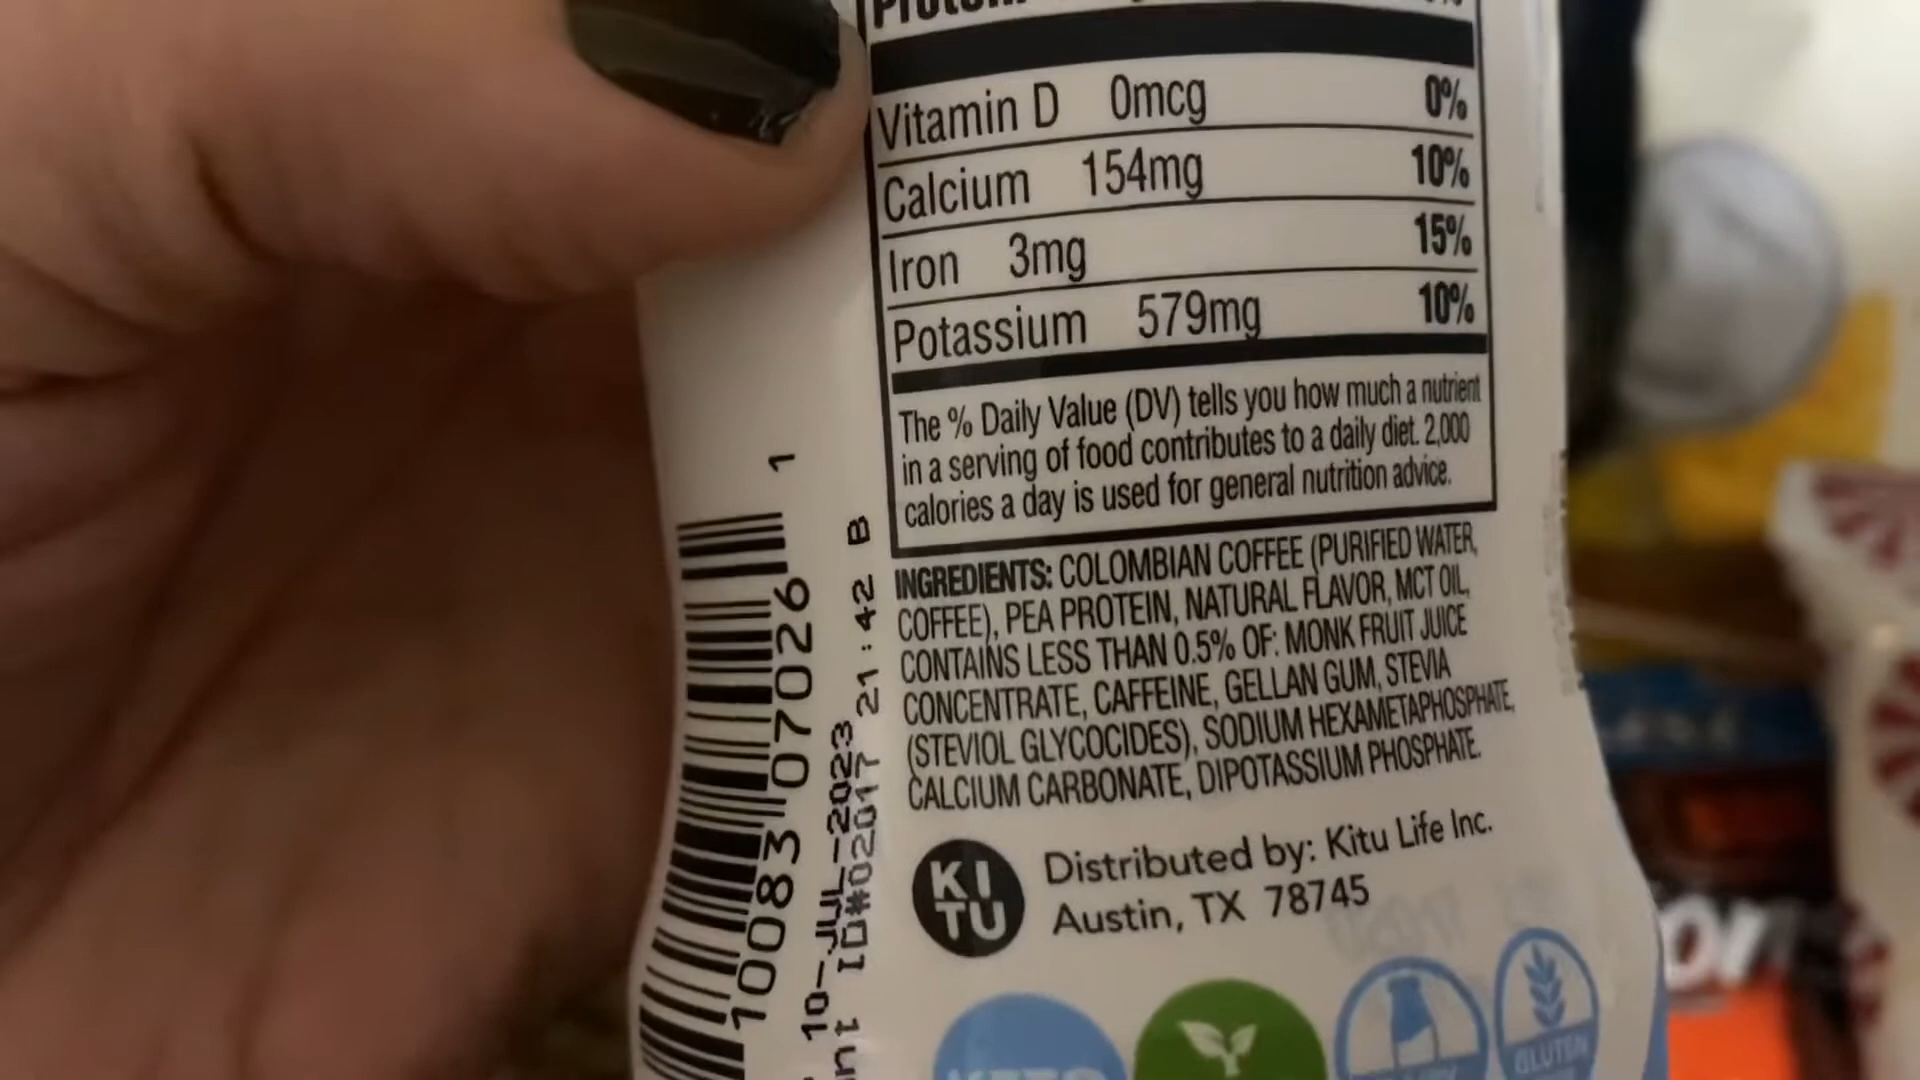 Protein
Vitamin D 0mcg 0%
Calcium 154mg 10%
Iron 3mg 15%
Potassium 579mg 10%
The % Daily Value (DV) tells you how much a nutrient
in a serving of food contributes to a daily diet. 2,000
calories a day is used for general nutrition advice.
INGREDIENTS: COLOMBIAN COFFEE (PURIFIED WATER,
COFFEE), PEA PROTEIN, NATURAL FLAVOR, MCT OIL,
CONTAINS LESS THAN 0.5% OF: MONK FRUIT JUICE
CONCENTRATE, CAFFEINE, GELLAN GUM, STEVIA
(STEVIOL GLYCOCIDES), SODIUM HEXAMETAPHOSPHATE,
CALCIUM CARBONATE, DIPOTASSIUM PHOSPHATE.
KI
TU
Distributed by: Kitu Life Inc.
Austin, TX 78745
KETO
GLUTEN
10083 07026 1
10-JUL-2023
ID#02017 21:42 B